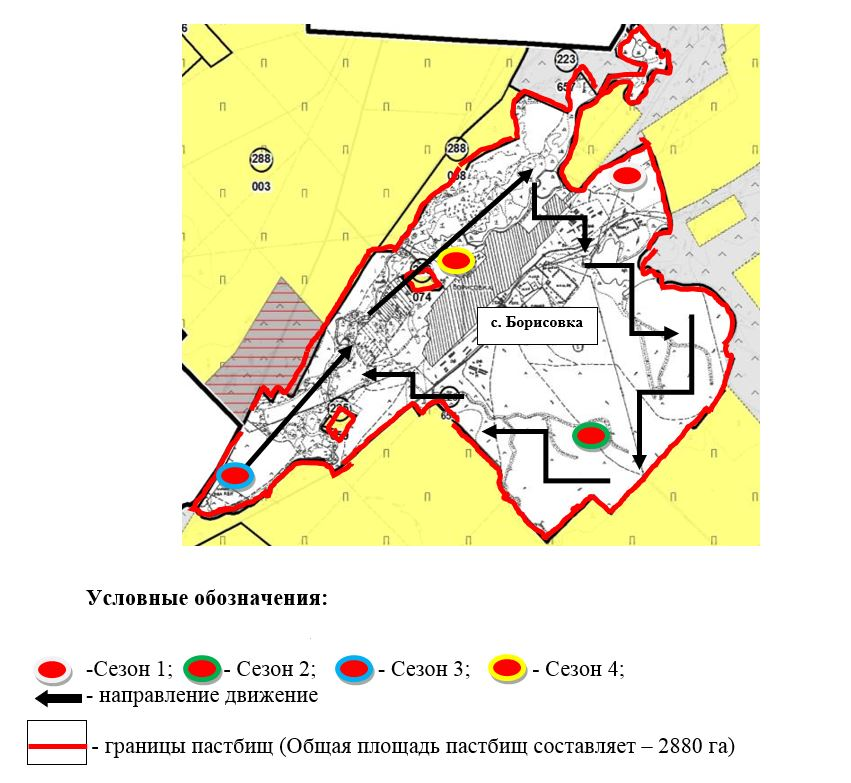 223
65
288
003
288
008
074
с. Борисовка
Условные обозначения:
-Сезон 1; - Сезон 2; - Сезон 3; - Сезон 4;
- направление движение
- границы пастбищ (Общая площадь пастбищ составляет – 2880 га)